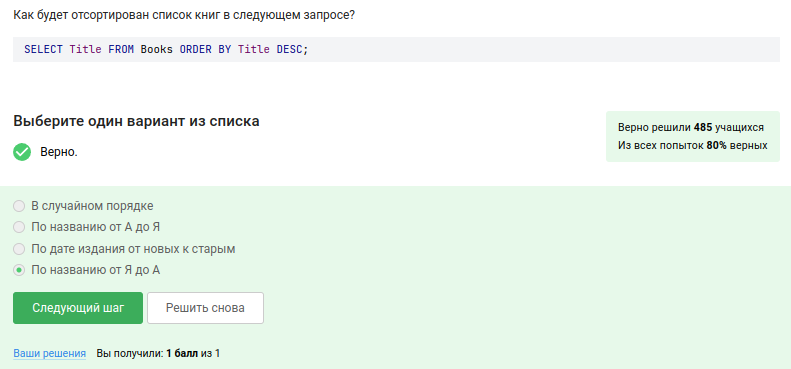 Как будет отсортирован список книг в следующем запросе?
SELECT Title FROM Books ORDER BY Title DESC;
Выберите один вариант из списка
Верно.
Верно решили 485 учащихся
Из всех попыток 80% верных
В случайном порядке
По названию от А до Я
По дате издания от новых к старым
По названию от Я до А
Следующий шаг
Решить снова
Ваши решения Вы получили: 1 балл из 1